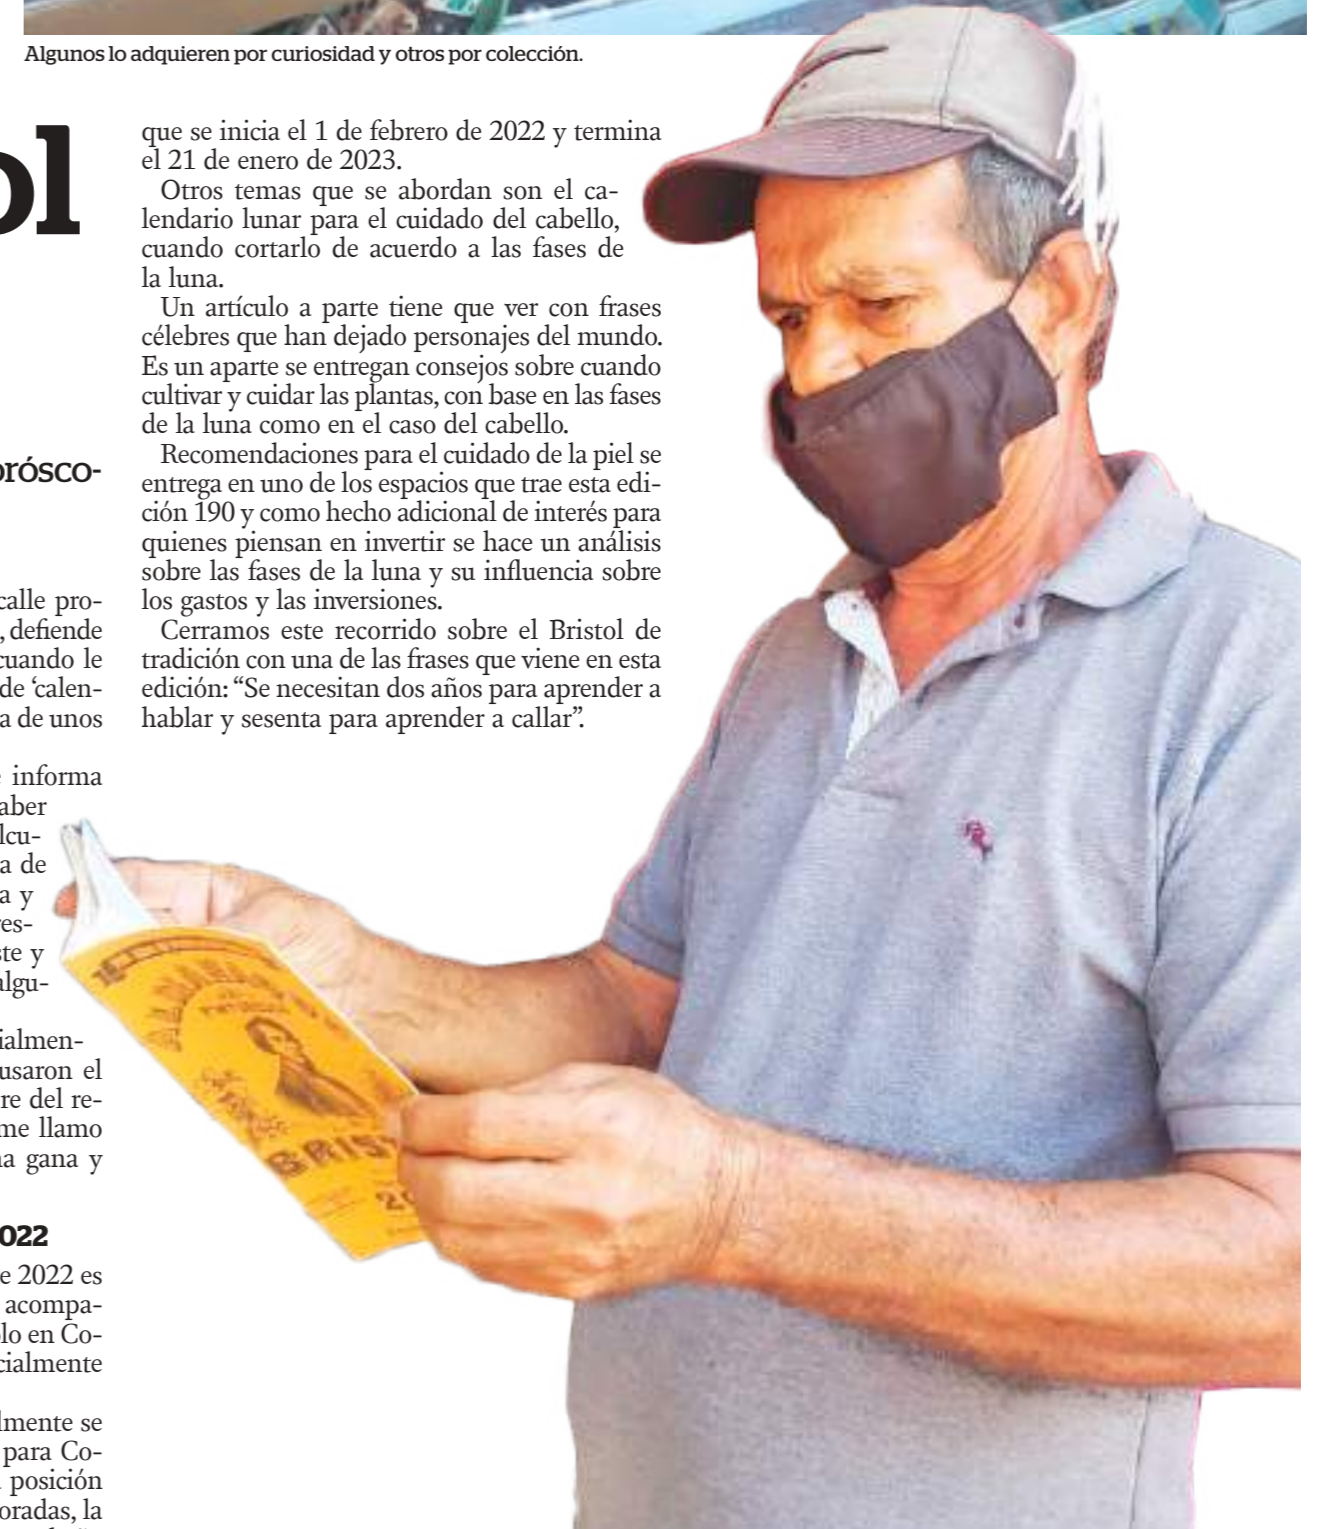 Algunos lo adquieren por curiosidad y otros por colección.
ol
orósco-
calle pro-
, defiende
cuando le
de ‘calen-
a de unos
informa
aber
lcu-
a de
a y
res-
ste y
algu-
ialmen-
usaron el
re del re-
me llamo
na gana y
022
e 2022 es
acompa-
olo en Co-
cialmente
lmente se
para Co-
posición
oradas, la
que se inicia el 1 de febrero de 2022 y termina
el 21 de enero de 2023.
Otros temas que se abordan son el ca-
lendario lunar para el cuidado del cabello,
cuando cortarlo de acuerdo a las fases de
la luna.
Un artículo a parte tiene que ver con frases
célebres que han dejado personajes del mundo.
Es un aparte se entregan consejos sobre cuando
cultivar y cuidar las plantas, con base en las fases
de la luna como en el caso del cabello.
Recomendaciones para el cuidado de la piel se
entrega en uno de los espacios que trae esta edi-
ción 190 y como hecho adicional de interés para
quienes piensan en invertir se hace un análisis
sobre las fases de la luna y su influencia sobre
los gastos y las inversiones.
Cerramos este recorrido sobre el Bristol de
tradición con una de las frases que viene en esta
edición: “Se necesitan dos años para aprender a
hablar y sesenta para aprender a callar”.
BRIS
20